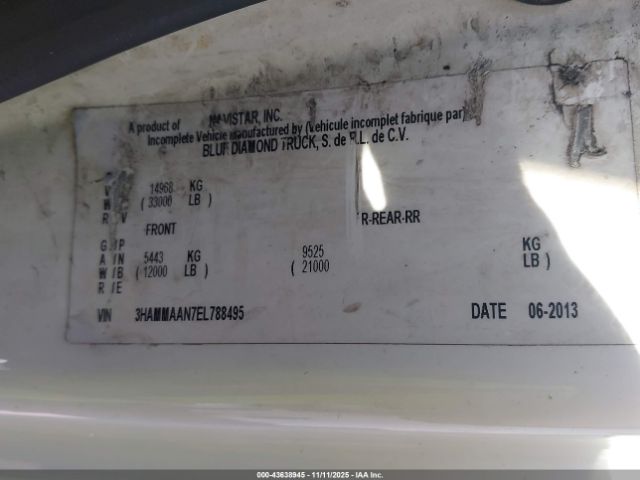 A product of NAVISTAR, INC.
Incomplete Vehicle manufactured by (vehicule incomplet fabrique par)
BLUE DIAMOND TRUCK, S. de R.L. de C.V.
V 14968 KG
W ( 33000 LB )
R /V
FRONT R-REAR-RR
G /P KG
A /N 5443 KG 9525 LB )
W /B ( 12000 LB ) ( 21000
R /E
VIN 3HAMMAAN7EL788495 DATE 06-2013
000-43638945 - 11/11/2025 - IAA.com